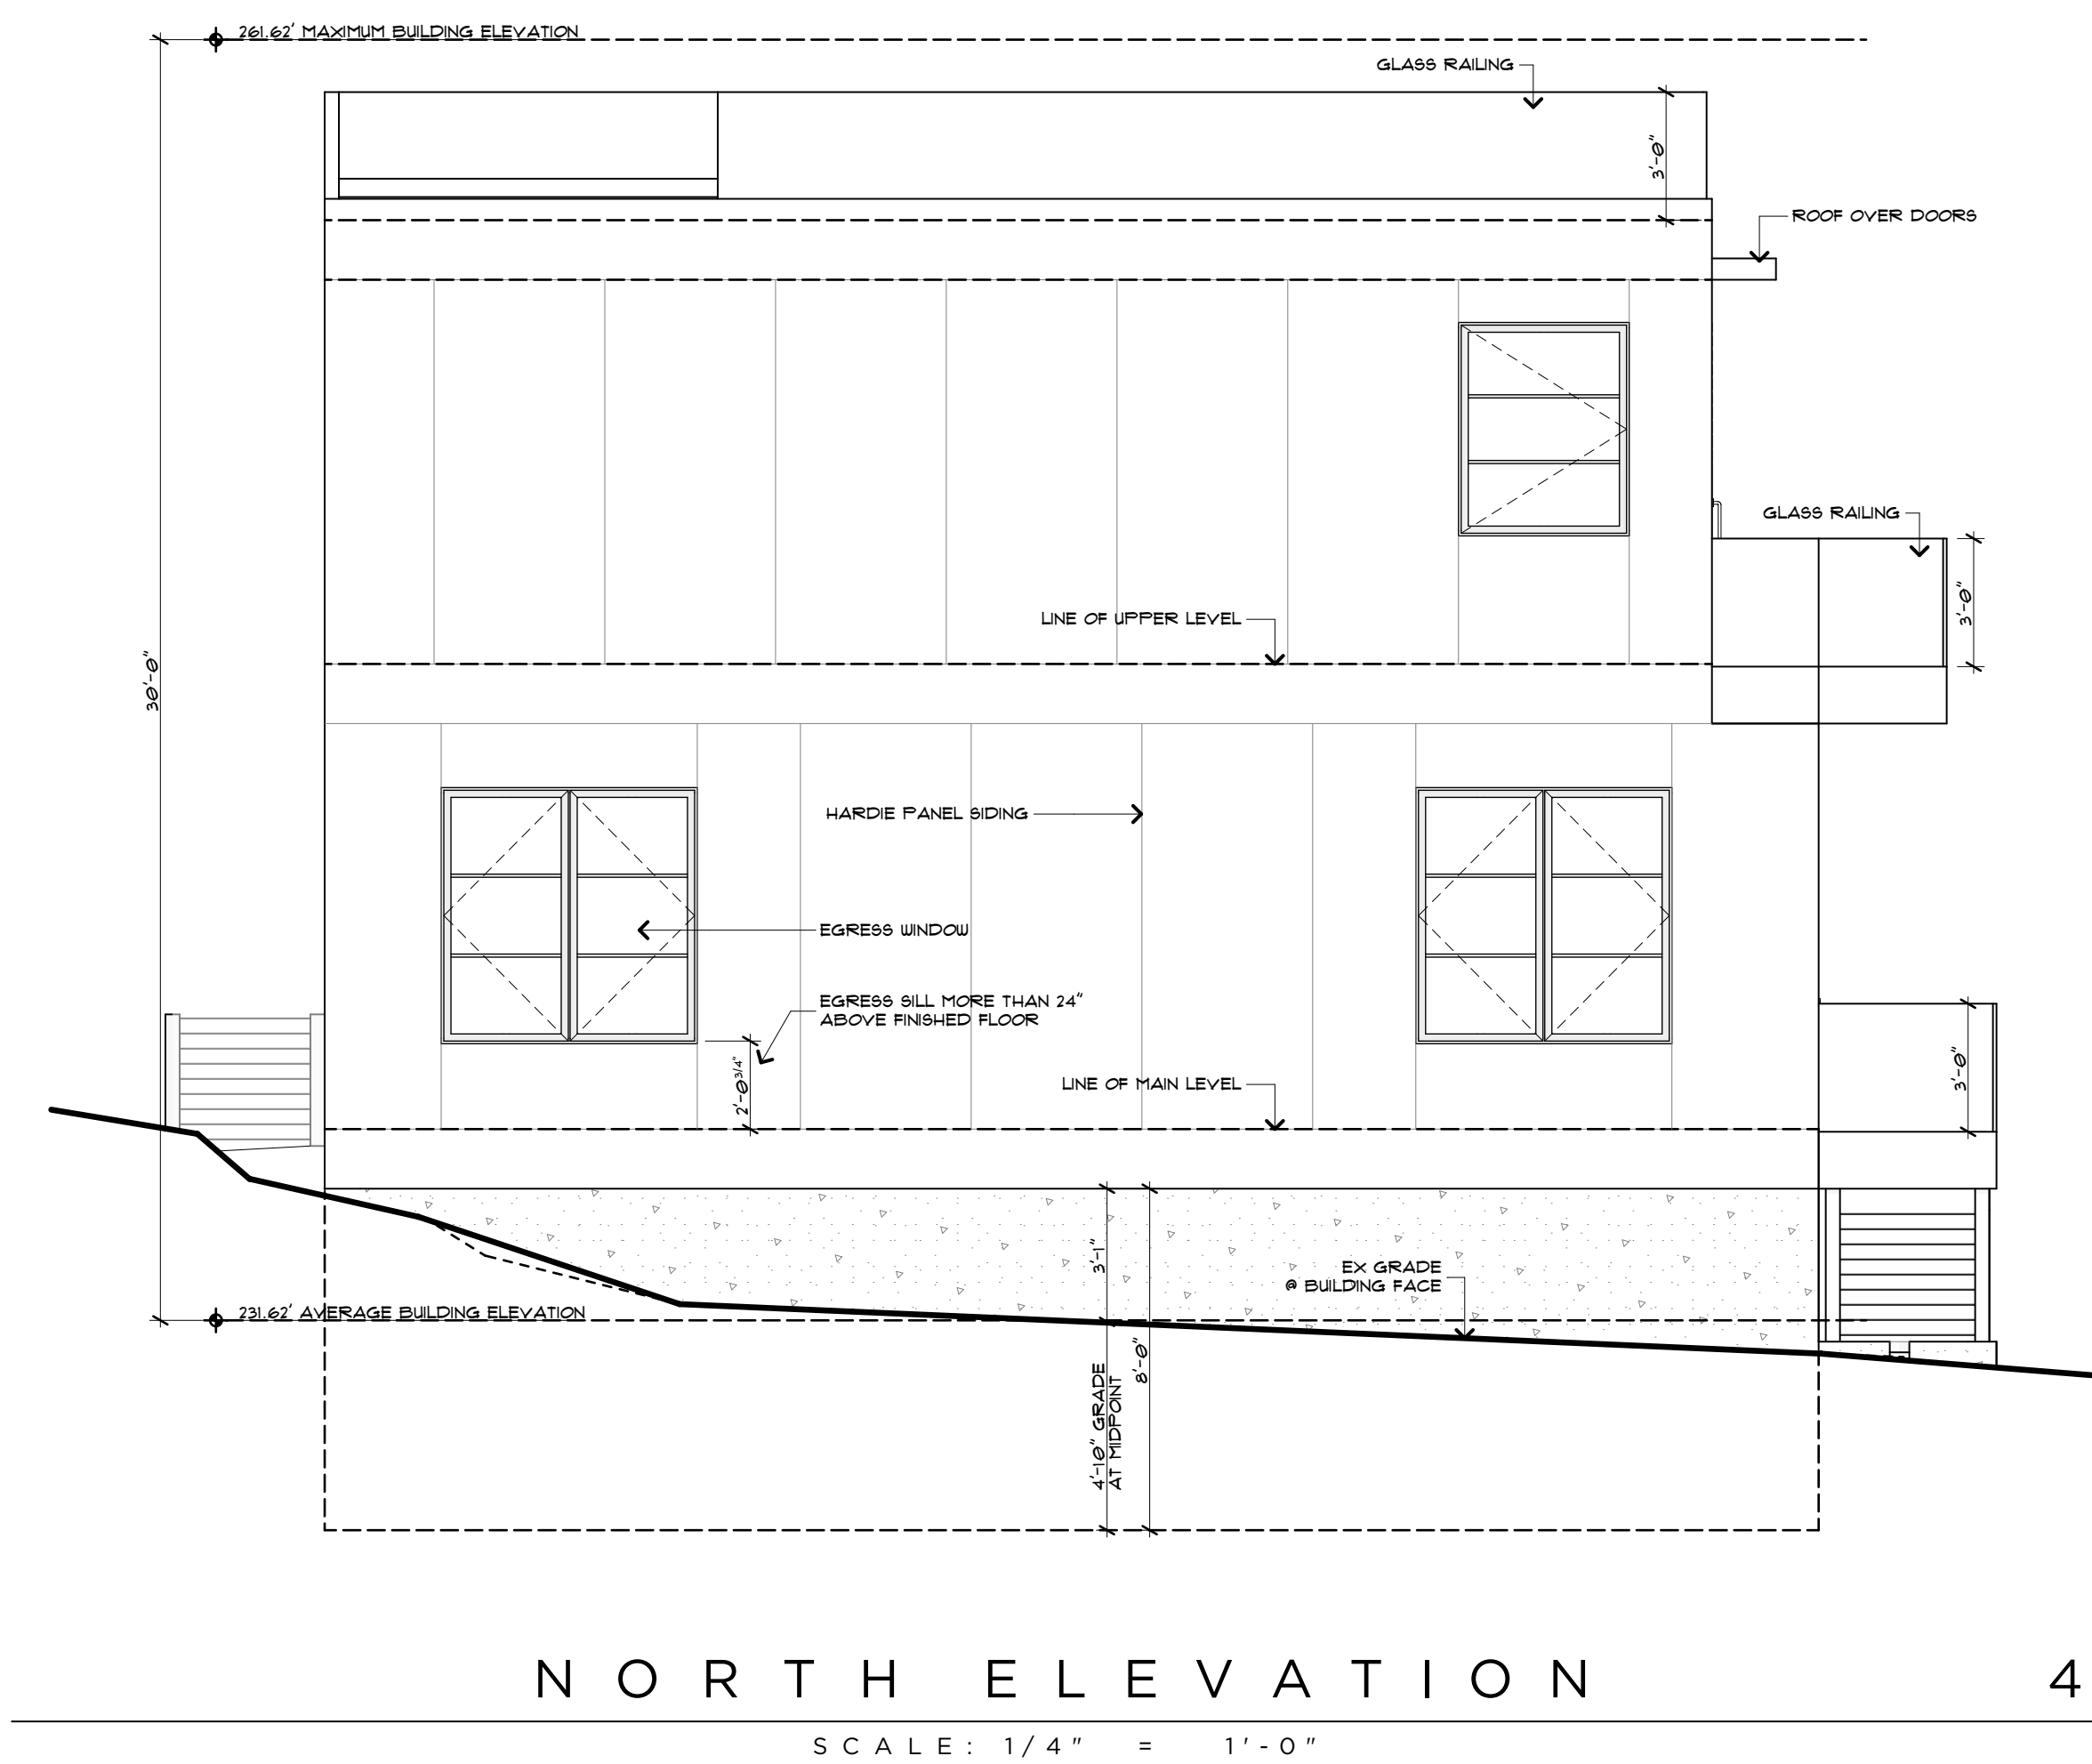 261.62' MAXIMUM BUILDING ELEVATION
GLASS RAILING
3'-0"
ROOF OVER DOORS
GLASS RAILING
3'-0"
LINE OF UPPER LEVEL
30'-0"
HARDIE PANEL SIDING
EGRESS WINDOW
EGRESS SILL MORE THAN 24"
ABOVE FINISHED FLOOR
2'-0 3/4"
LINE OF MAIN LEVEL
3'-0"
3'-1"
EX GRADE
@ BUILDING FACE
231.62' AVERAGE BUILDING ELEVATION
8'-0"
4'-10" GRADE
AT MIDPOINT
NORTH ELEVATION
4
SCALE: 1/4" = 1'-0"